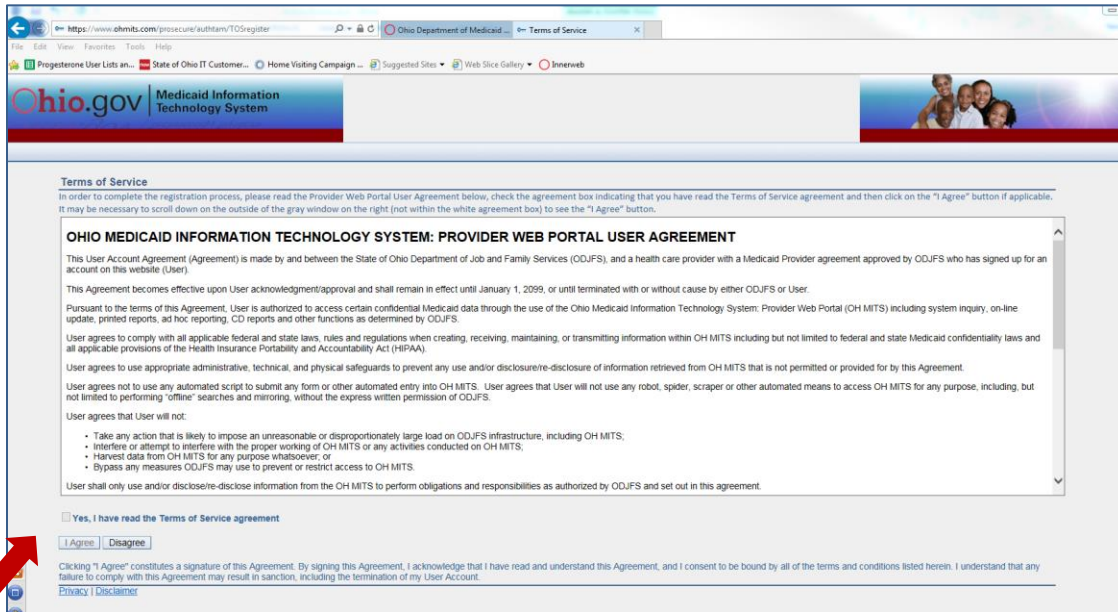 https://www.ohmits.com/prosecure/authtam/TOSregister
Ohio Department of Medicaid ...
Terms of Service
File Edit View Favorites Tools Help
Progesterone User Lists an... State of Ohio IT Customer... Home Visiting Campaign ... Suggested Sites Web Slice Gallery Innerweb
Ohio.gov
Medicaid Information
Technology System
Terms of Service
In order to complete the registration process, please read the Provider Web Portal User Agreement below, check the agreement box indicating that you have read the Terms of Service agreement and then click on the "I Agree" button if applicable.
It may be necessary to scroll down on the outside of the gray window on the right (not within the white agreement box) to see the "I Agree" button.
OHIO MEDICAID INFORMATION TECHNOLOGY SYSTEM: PROVIDER WEB PORTAL USER AGREEMENT
This User Account Agreement (Agreement) is made by and between the State of Ohio Department of Job and Family Services (ODJFS), and a health care provider with a Medicaid Provider agreement approved by ODJFS who has signed up for an
account on this website (User).
This Agreement becomes effective upon User acknowledgment/approval and shall remain in effect until January 1, 2099, or until terminated with or without cause by either ODJFS or User.
Pursuant to the terms of this Agreement, User is authorized to access certain confidential Medicaid data through the use of the Ohio Medicaid Information Technology System: Provider Web Portal (OH MITS) including system inquiry, on-line
update, printed reports, ad hoc reporting, CD reports and other functions as determined by ODJFS.
User agrees to comply with all applicable federal and state laws, rules and regulations when creating, receiving, maintaining, or transmitting information within OH MITS including but not limited to federal and state Medicaid confidentiality laws and
all applicable provisions of the Health Insurance Portability and Accountability Act (HIPAA).
User agrees to use appropriate administrative, technical, and physical safeguards to prevent any use and/or disclosure/re-disclosure of information retrieved from OH MITS that is not permitted or provided for by this Agreement.
User agrees not to use any automated script to submit any form or other automated entry into OH MITS. User agrees that User will not use any robot, spider, scraper or other automated means to access OH MITS for any purpose, including, but
not limited to performing "offline" searches and mirroring, without the express written permission of ODJFS.
User agrees that User will not:
• Take any action that is likely to impose an unreasonable or disproportionately large load on ODJFS infrastructure, including OH MITS;
• Interfere or attempt to interfere with the proper working of OH MITS or any activities conducted on OH MITS;
• Harvest data from OH MITS for any purpose whatsoever; or
• Bypass any measures ODJFS may use to prevent or restrict access to OH MITS.
User shall only use and/or disclose/re-disclose information from the OH MITS to perform obligations and responsibilities as authorized by ODJFS and set out in this agreement.
Yes, I have read the Terms of Service agreement
I Agree Disagree
Clicking "I Agree" constitutes a signature of this Agreement. By signing this Agreement, I acknowledge that I have read and understand this Agreement, and I consent to be bound by all of the terms and conditions listed herein. I understand that any
failure to comply with this Agreement may result in sanction, including the termination of my User Account.
Privacy | Disclaimer